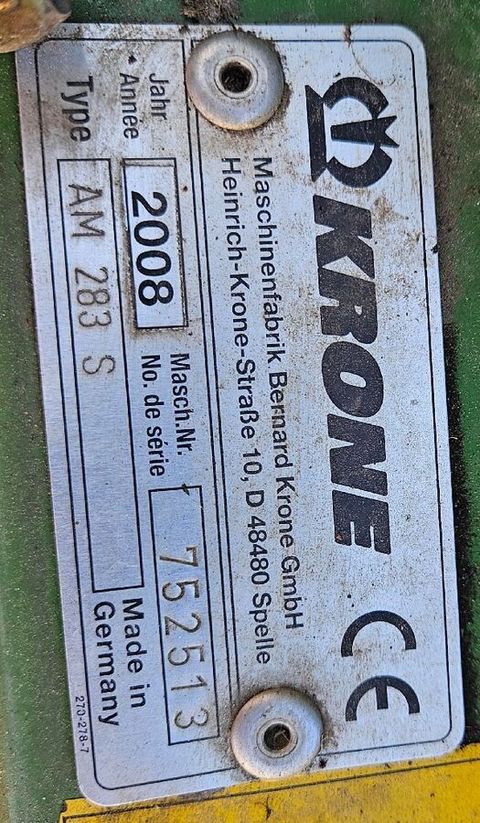 KRONE CE
Maschinenfabrik Bernard Krone GmbH
Heinrich-Krone-Straße 10, D 48480 Spelle
Jahr
Année
2008
Masch.Nr.
No. de série
752513
Type
AM 283 S
Made in
Germany
270-278-7